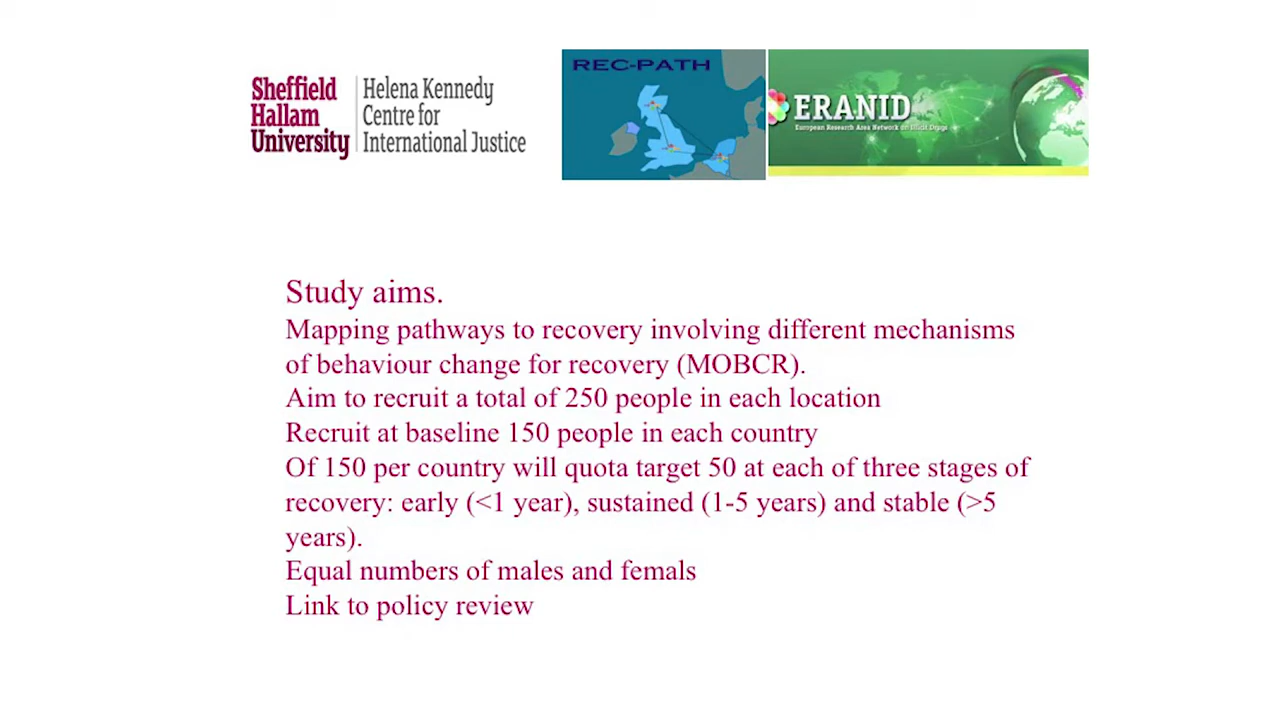 Sheffield
Hallam
University
Helena Kennedy
Centre for
International Justice
REC-PATH
ERANID
European Research Area Network on Illicit Drugs
Study aims.
Mapping pathways to recovery involving different mechanisms
of behaviour change for recovery (MOBCR).
Aim to recruit a total of 250 people in each location
Recruit at baseline 150 people in each country
Of 150 per country will quota target 50 at each of three stages of
recovery: early (<1 year), sustained (1-5 years) and stable (>5
years).
Equal numbers of males and femals
Link to policy review